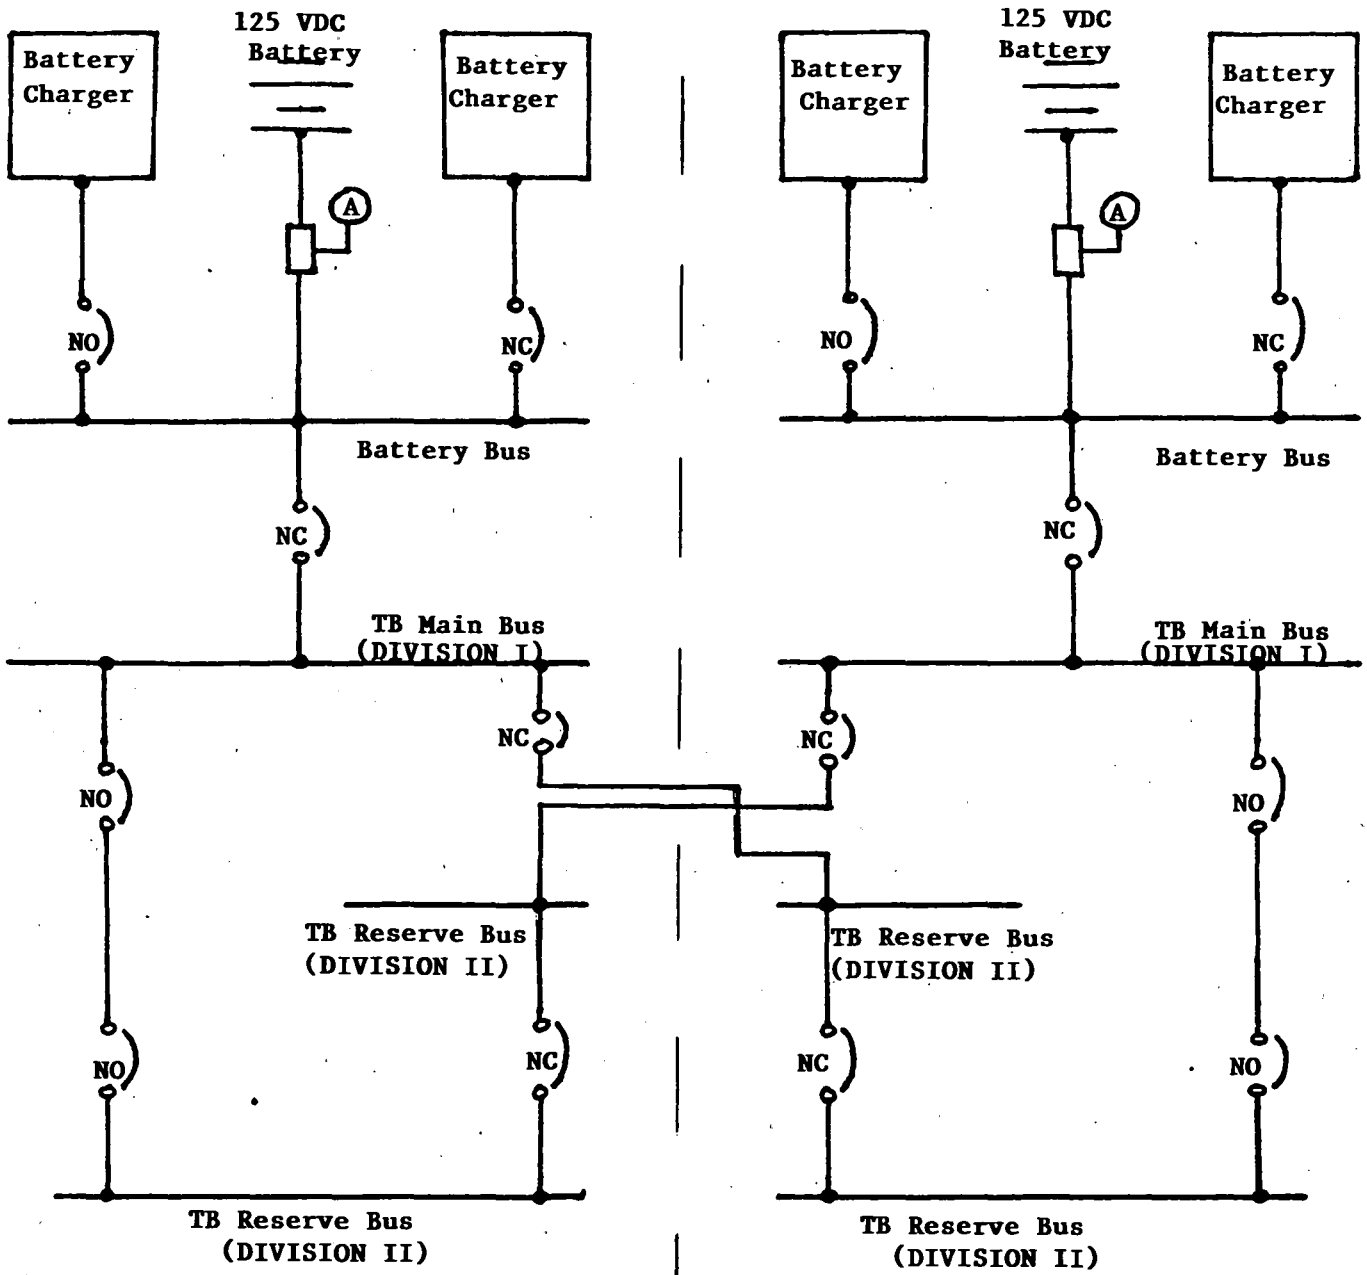 125 VDC
Battery
Battery
Charger
Battery
Charger
A
NO
NC
Battery Bus
NC
TB Main Bus
(DIVISION I)
NC
NO
TB Reserve Bus
(DIVISION II)
NO
NC
TB Reserve Bus
(DIVISION II)
125 VDC
Battery
Battery
Charger
Battery
Charger
A
NO
NC
Battery Bus
NC
TB Main Bus
(DIVISION I)
NC
NO
TB Reserve Bus
(DIVISION II)
NC
NO
TB Reserve Bus
(DIVISION II)